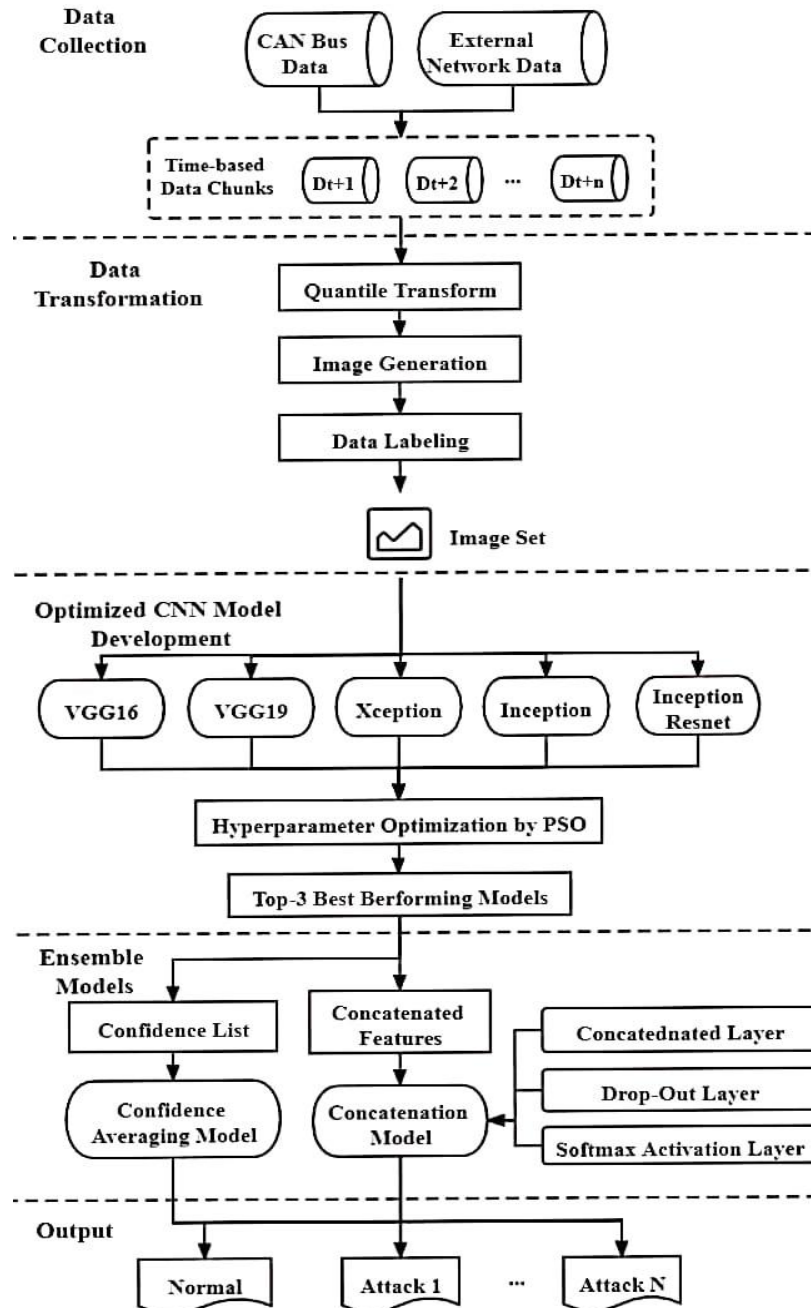 Data
Collection
CAN Bus
Data
External
Network Data
Time-based
Data Chunks
Dt+1
Dt+2
...
Dt+n
Data
Transformation
Quantile Transform
Image Generation
Data Labeling
Image Set
Optimized CNN Model
Development
VGG16
VGG19
Xception
Inception
Inception
Resnet
Hyperparameter Optimization by PSO
Top-3 Best Berforming Models
Ensemble
Models
Confidence List
Concatenated
Features
Concatednated Layer
Drop-Out Layer
Softmax Activation Layer
Confidence
Averaging Model
Concatenation
Model
Output
Normal
Attack 1
...
Attack N